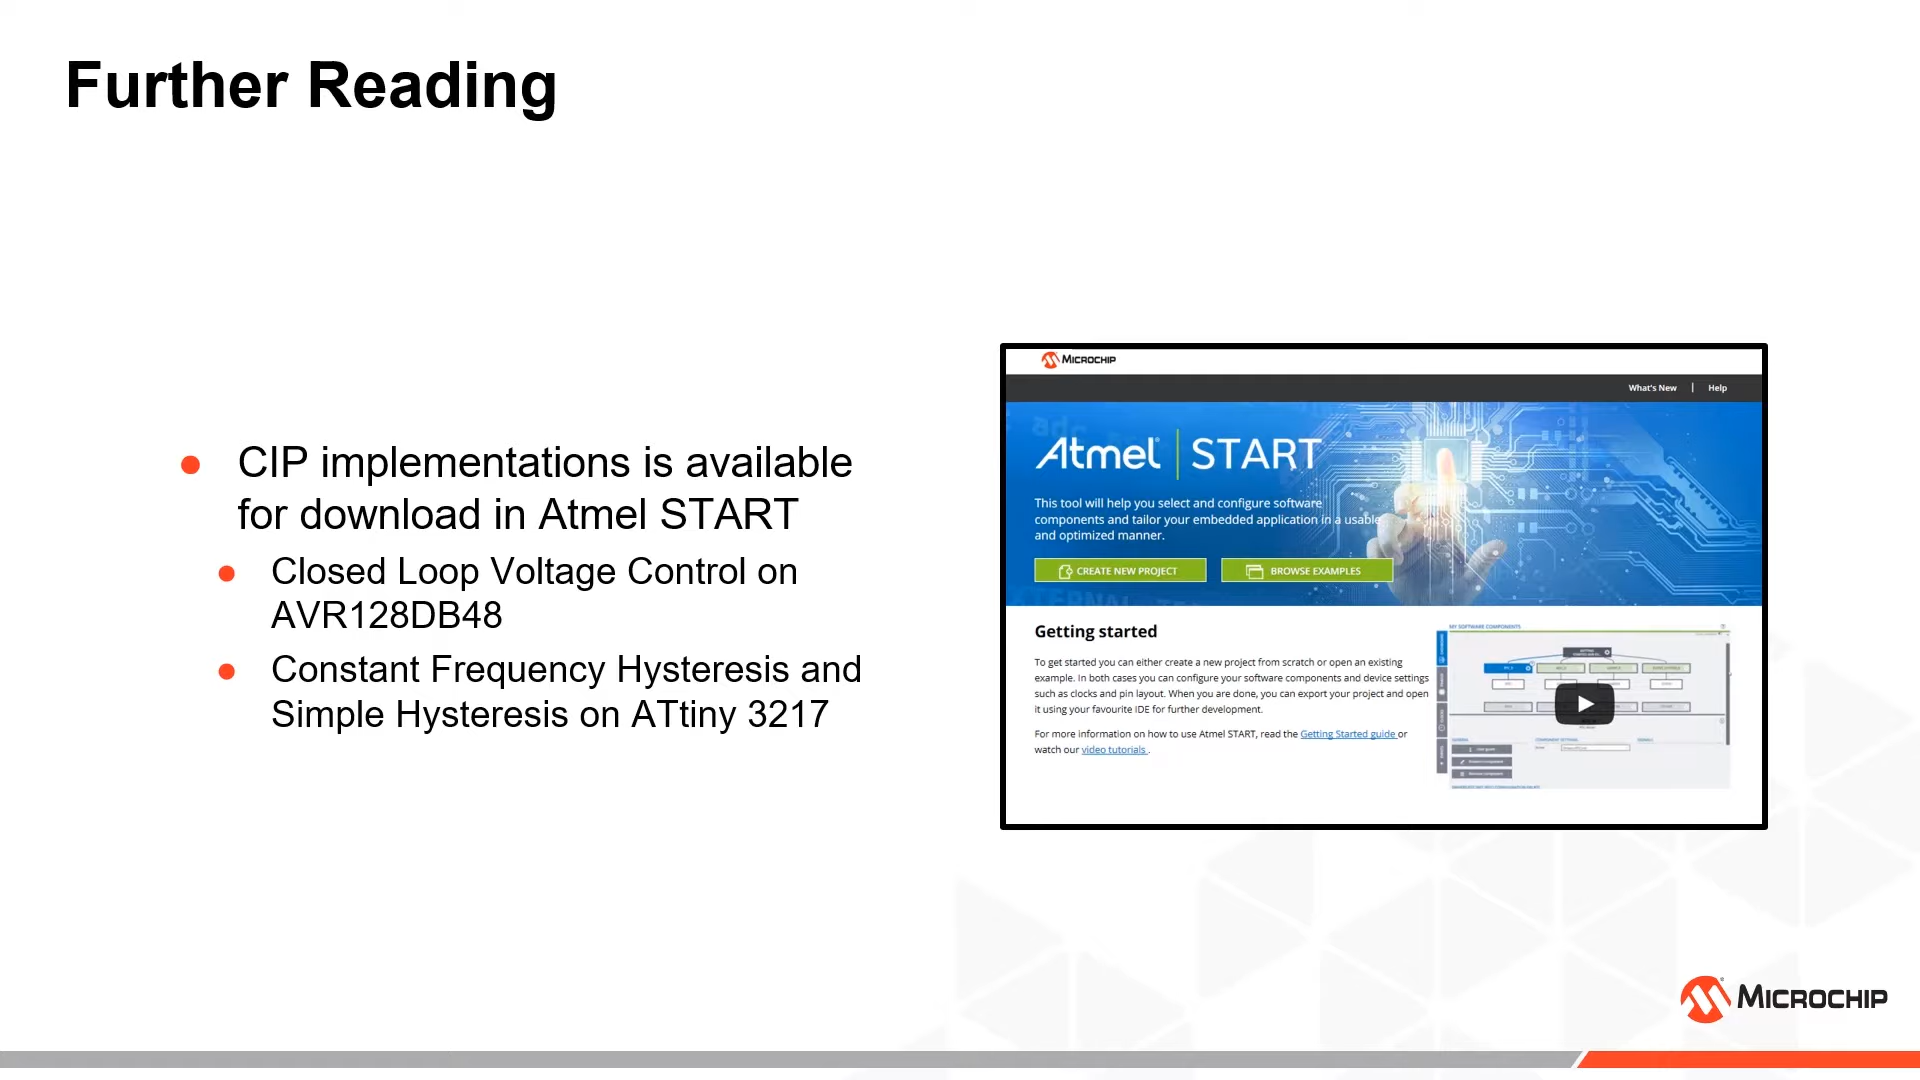 Further Reading
CIP implementations is available
for download in Atmel START
Closed Loop Voltage Control on
AVR128DB48
Constant Frequency Hysteresis and
Simple Hysteresis on ATtiny 3217
MICROCHIP
What's New | Help
Atmel | START
This tool will help you select and configure software
components and tailor your embedded application in a usable
and optimized manner.
CREATE NEW PROJECT
BROWSE EXAMPLES
Getting started
To get started you can either create a new project from scratch or open an existing
example. In both cases you can configure your software components and device settings
such as clocks and pin layout. When you are done, you can export your project and open
it using your favourite IDE for further development.
For more information on how to use Atmel START, read the Getting Started guide or
watch our video tutorials .
MY SOFTWARE COMPONENTS
MICROCHIP